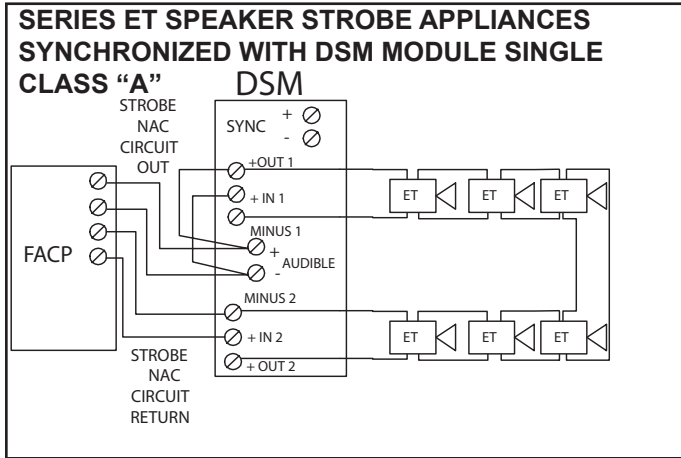 SERIES ET SPEAKER STROBE APPLIANCES
SYNCHRONIZED WITH DSM MODULE SINGLE
CLASS “A”
DSM
STROBE
NAC
CIRCUIT
OUT
SYNC
+
-
+OUT 1
+ IN 1
MINUS 1
+
AUDIBLE
-
MINUS 2
+ IN 2
+ OUT 2
FACP
STROBE
NAC
CIRCUIT
RETURN
ET
ET
ET
ET
ET
ET